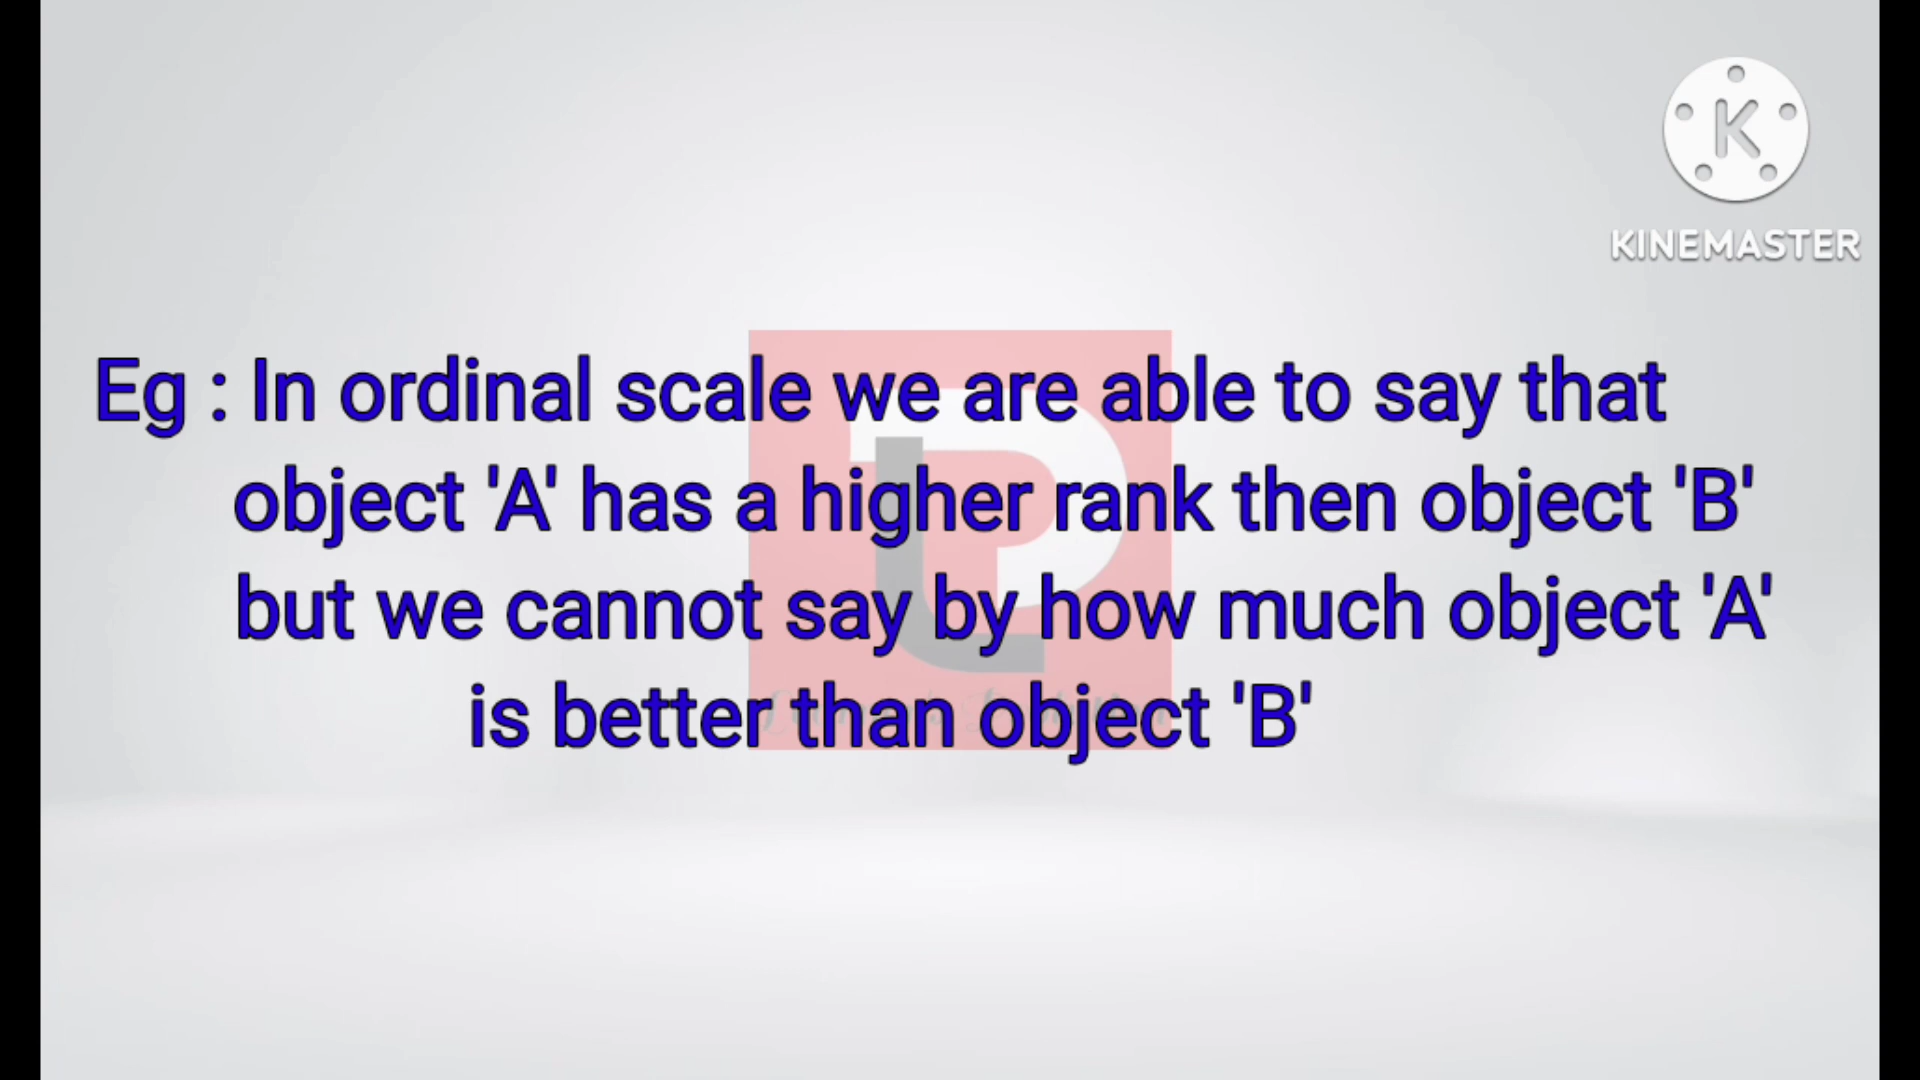 KINEMASTER
Eg : In ordinal scale we are able to say that
object 'A' has a higher rank then object 'B'
but we cannot say by how much object 'A'
is better than object 'B'